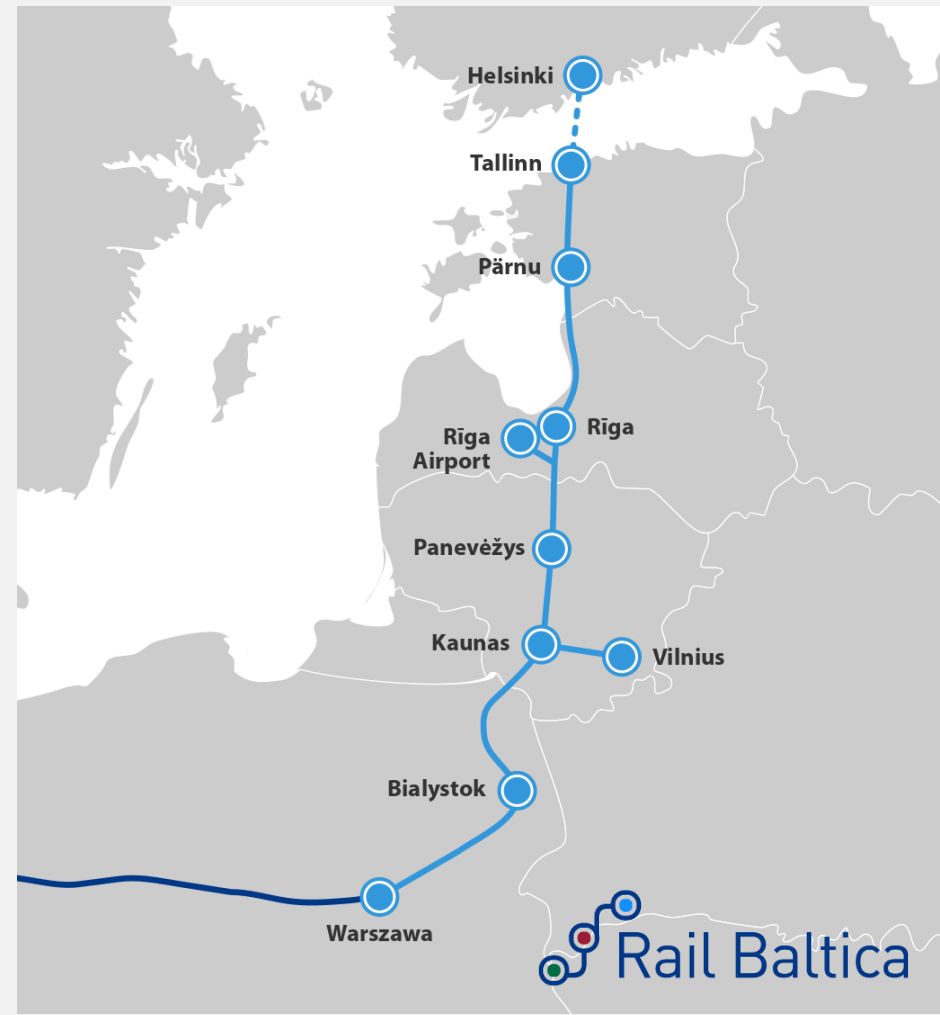 Helsinki
Tallinn
Pärnu
Rīga
Rīga
Airport
Panevėžys
Kaunas
Vilnius
Bialystok
Warszawa
Rail Baltica